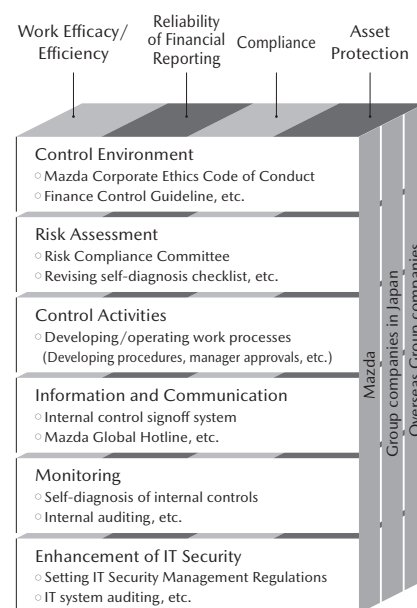 Work Efficacy/
Efficiency
Reliability
of Financial
Reporting
Compliance
Asset
Protection
Control Environment
○ Mazda Corporate Ethics Code of Conduct
○ Finance Control Guideline, etc.
Risk Assessment
○ Risk Compliance Committee
○ Revising self-diagnosis checklist, etc.
Control Activities
○ Developing/operating work processes
(Developing procedures, manager approvals, etc.)
Information and Communication
○ Internal control signoff system
○ Mazda Global Hotline, etc.
Monitoring
○ Self-diagnosis of internal controls
○ Internal auditing, etc.
Enhancement of IT Security
○ Setting IT Security Management Regulations
○ IT system auditing, etc.
Mazda
Group companies in Japan
Overseas Group companies